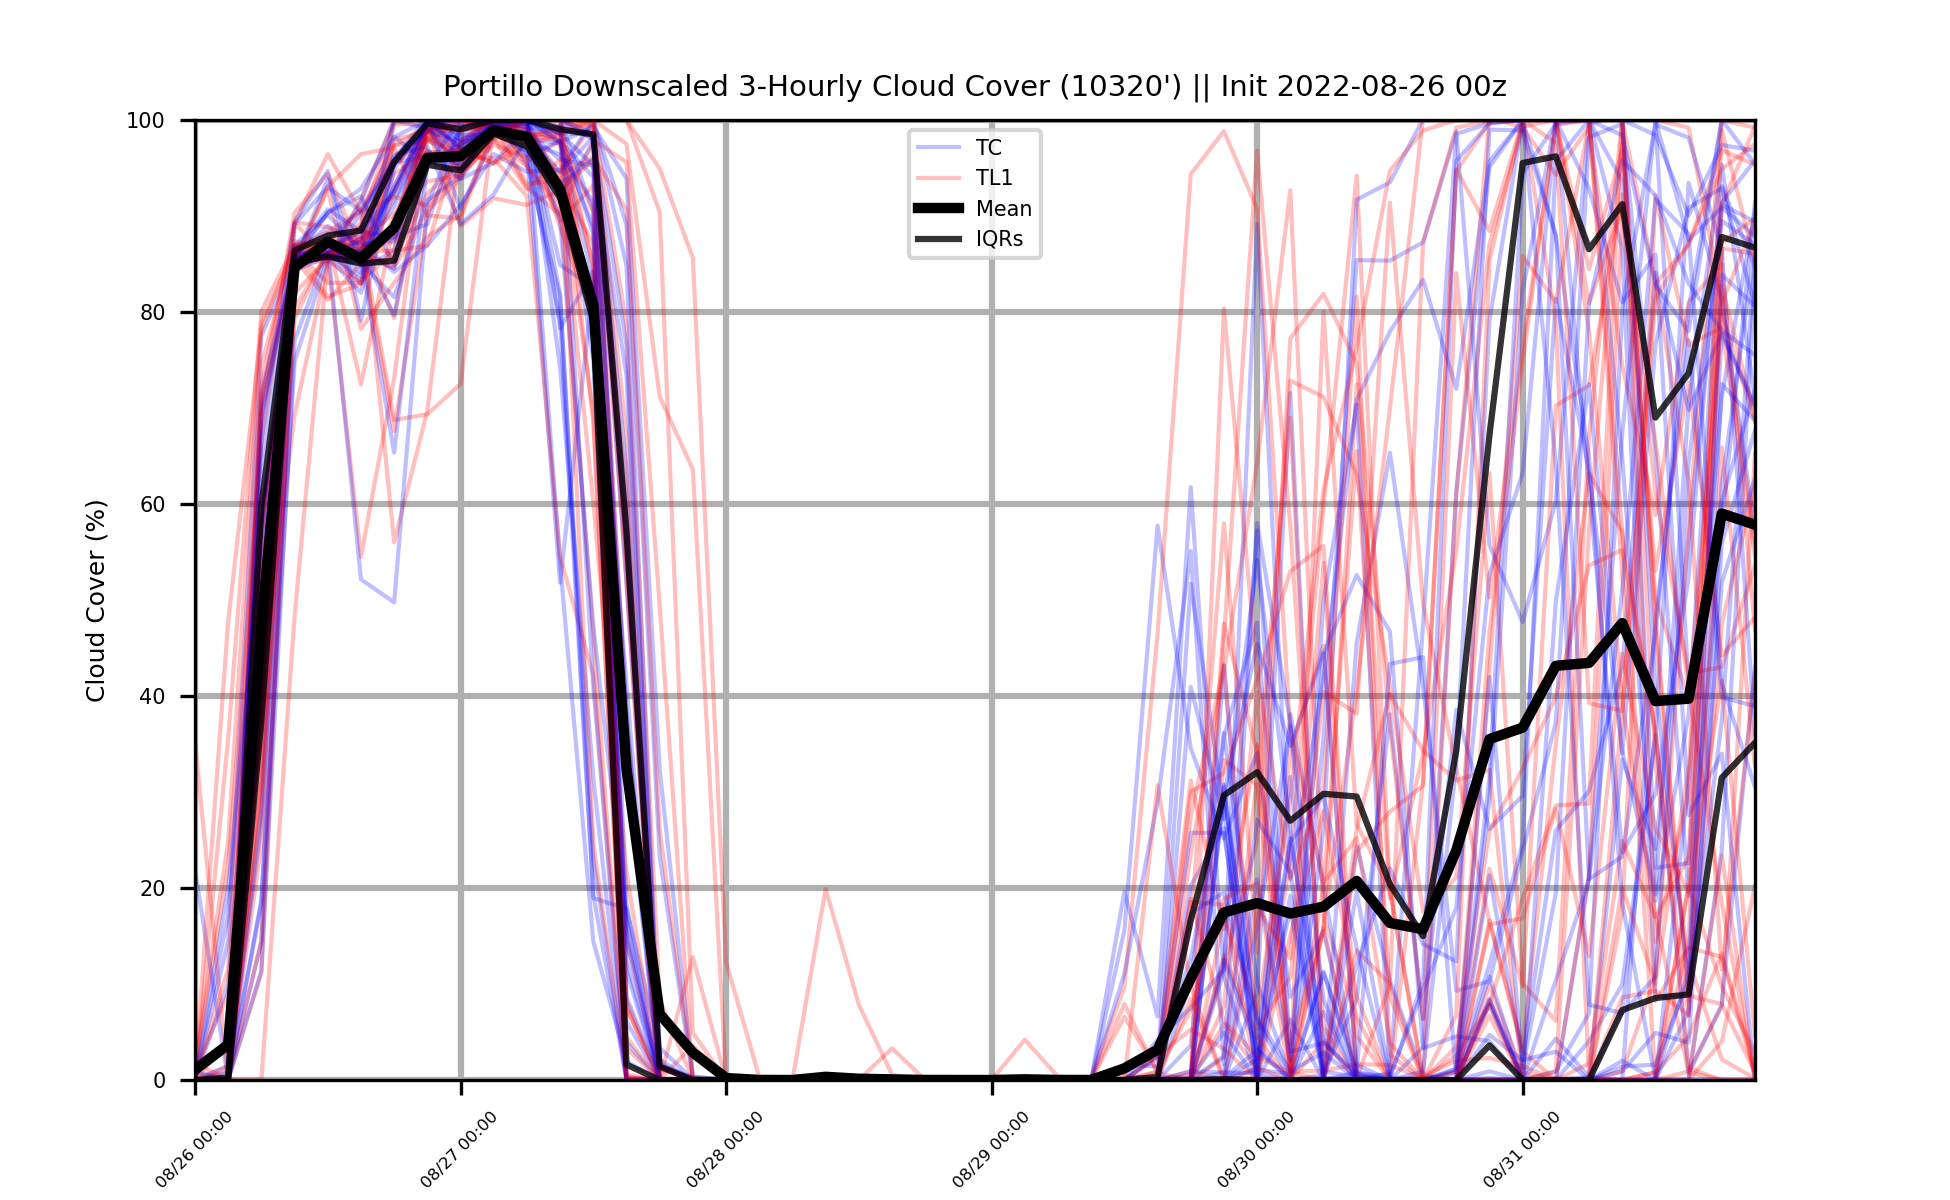 Portillo Downscaled 3-Hourly Cloud Cover (10320') || Init 2022-08-26 00z
100
80
60
40
20
0
Cloud Cover (%)
TC
TL1
Mean
IQRs
08/26 00:00
08/27 00:00
08/28 00:00
08/29 00:00
08/30 00:00
08/31 00:00